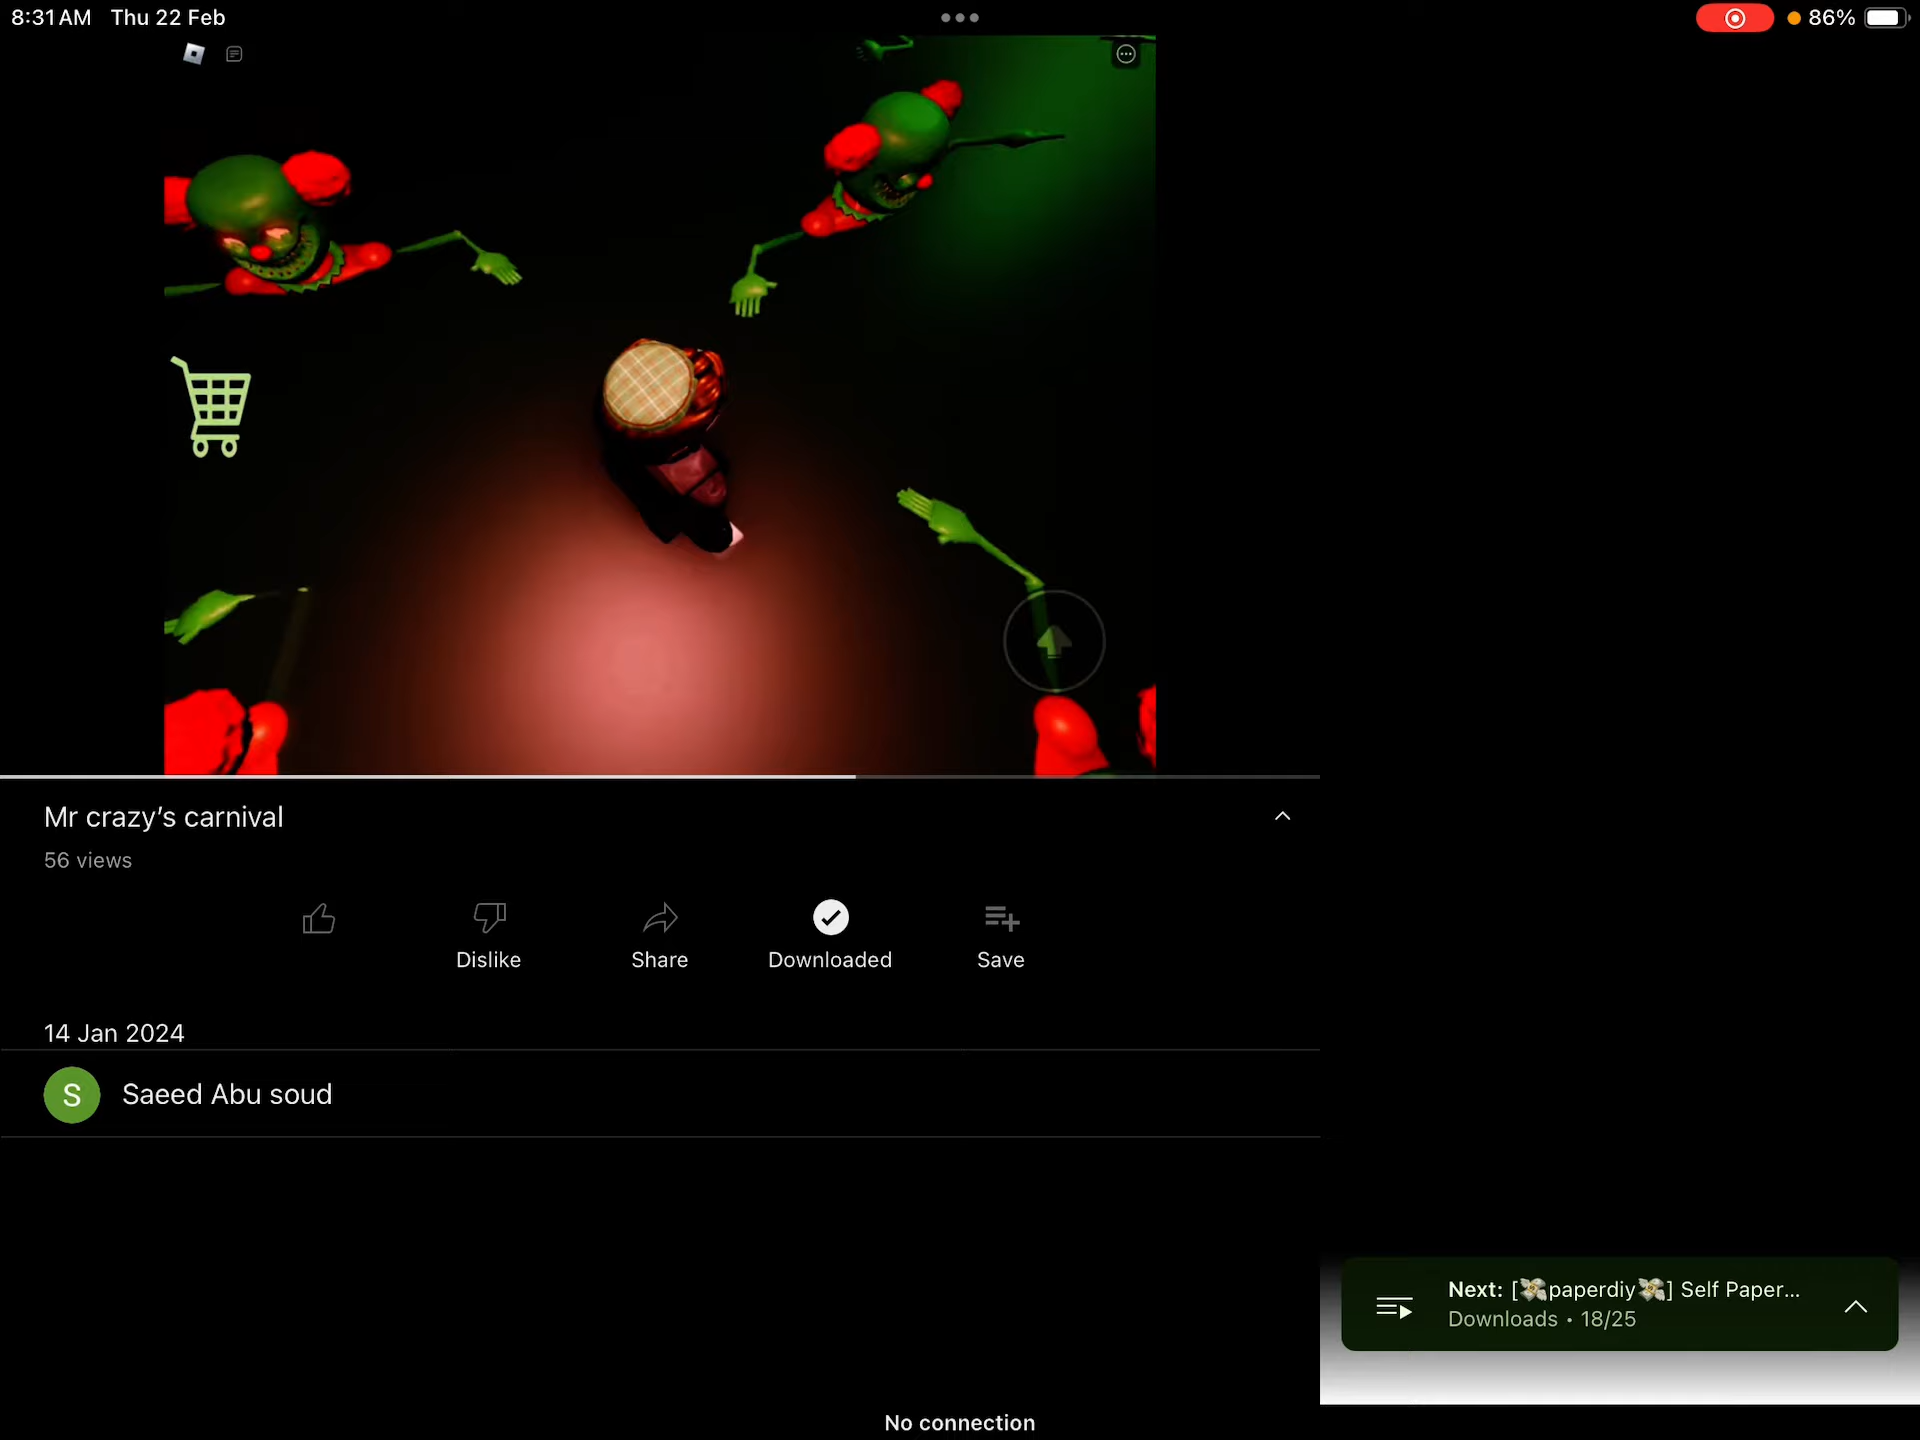 8:31 AM Thu 22 Feb
86%
Mr crazy’s carnival
56 views
Dislike
Share
Downloaded
Save
14 Jan 2024
S
Saeed Abu soud
Next: [💸paperdiy💸] Self Paper...
Downloads • 18/25
No connection